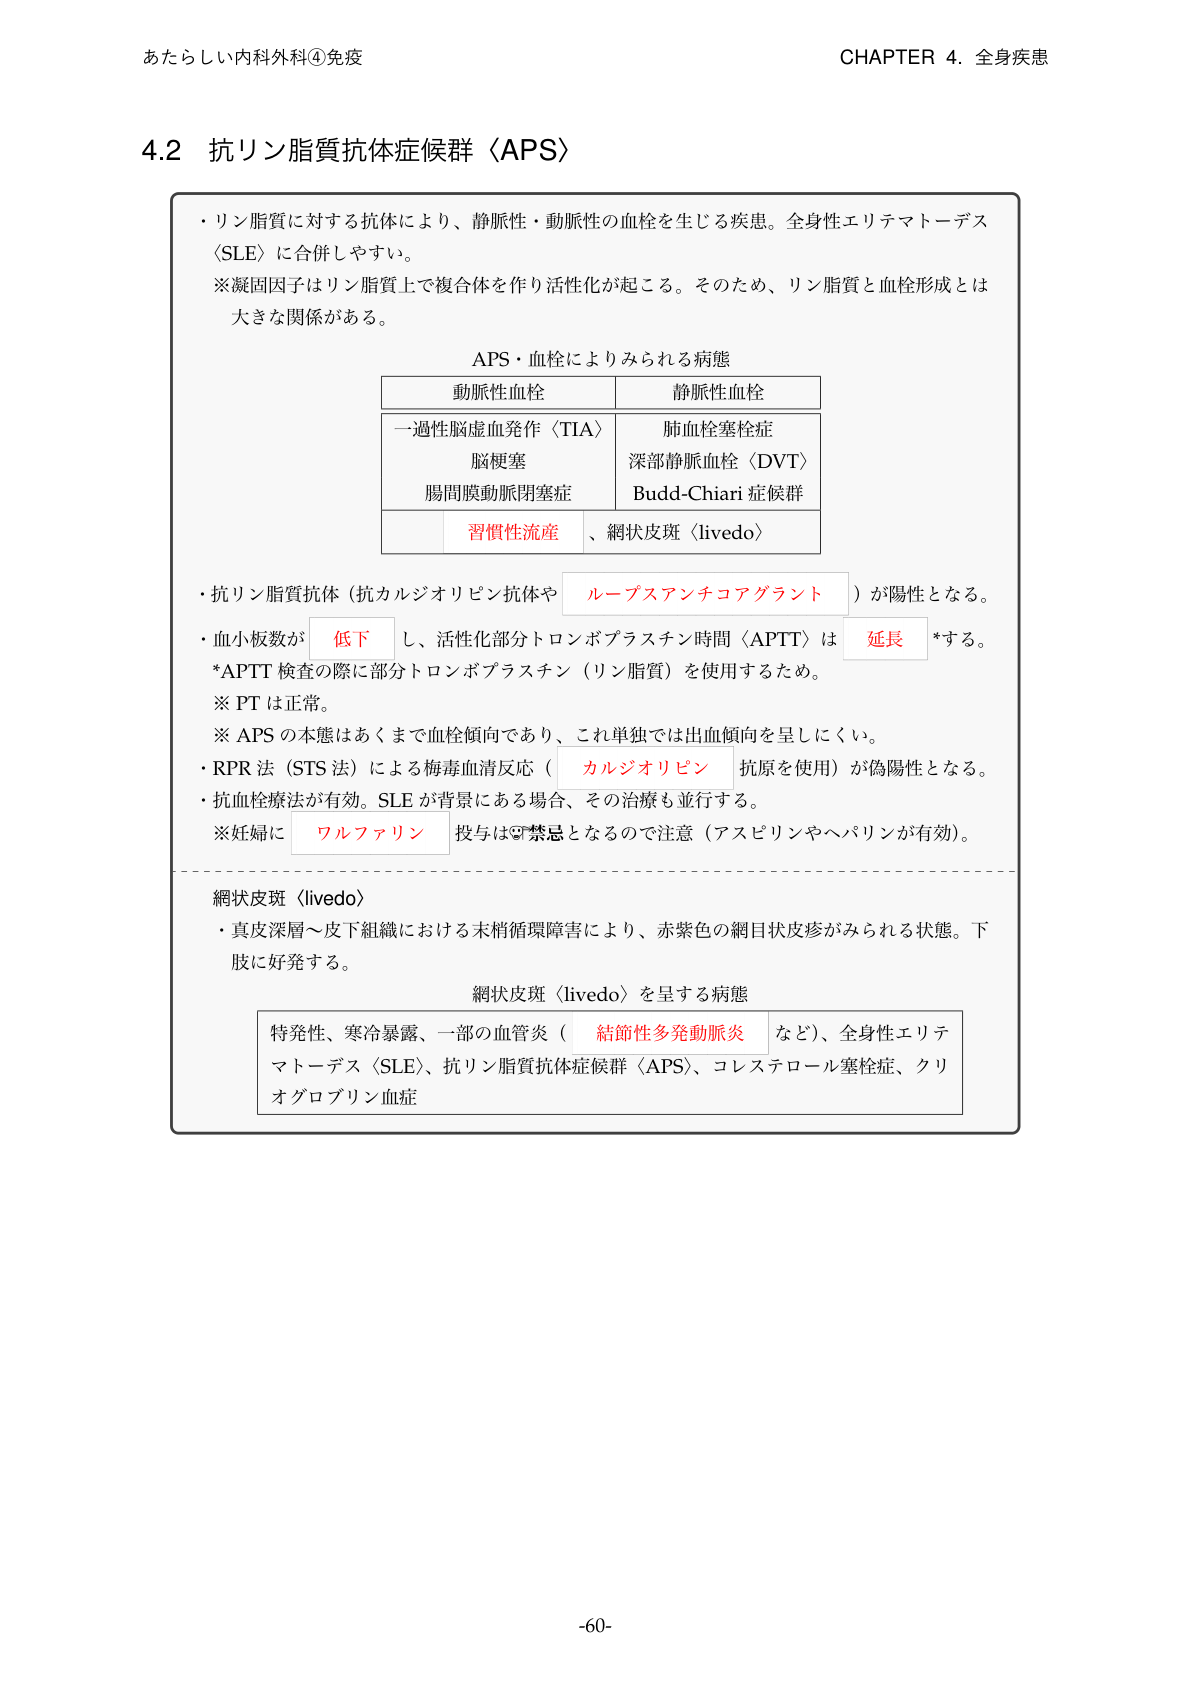 あたらしい内科外科④免疫 CHAPTER 4. 全身疾患
4.2 抗リン脂質抗体症候群〈APS〉
・リン脂質に対する抗体により、静脈性・動脈性の血栓を生じる疾患。全身性エリテマトーデス
〈SLE〉に合併しやすい。
※凝固因子はリン脂質上で複合体を作り活性化が起こる。そのため、リン脂質と血栓形成とは
大きな関係がある。
APS・血栓によりみられる病態
動脈性血栓 静脈性血栓
一過性脳虚血発作〈TIA〉 肺血栓塞栓症
脳梗塞 深部静脈血栓〈DVT〉
腸間膜動脈閉塞症 Budd-Chiari 症候群
習慣性流産 、網状皮斑〈livedo〉
・抗リン脂質抗体（抗カルジオリピン抗体や ループスアンチコアグラント ）が陽性となる。
・血小板数が 低下 し、活性化部分トロンボプラスチン時間〈APTT〉は 延長 *する。
*APTT 検査の際に部分トロンボプラスチン（リン脂質）を使用するため。
※ PT は正常。
※ APS の本態はあくまで血栓傾向であり、これ単独では出血傾向を呈しにくい。
・RPR 法（STS 法）による梅毒血清反応（ カルジオリピン 抗原を使用）が偽陽性となる。
・抗血栓療法が有効。SLE が背景にある場合、その治療も並行する。
※妊婦に ワルファリン 投与は禁忌となるので注意（アスピリンやヘパリンが有効）。
網状皮斑〈livedo〉
・真皮深層〜皮下組織における末梢循環障害により、赤紫色の網目状皮疹がみられる状態。下
肢に好発する。
網状皮斑〈livedo〉を呈する病態
特発性、寒冷暴露、一部の血管炎（ 結節性多発動脈炎 など）、全身性エリテ
マトーデス〈SLE〉、抗リン脂質抗体症候群〈APS〉、コレステロール塞栓症、クリ
オグロブリン血症
-60-